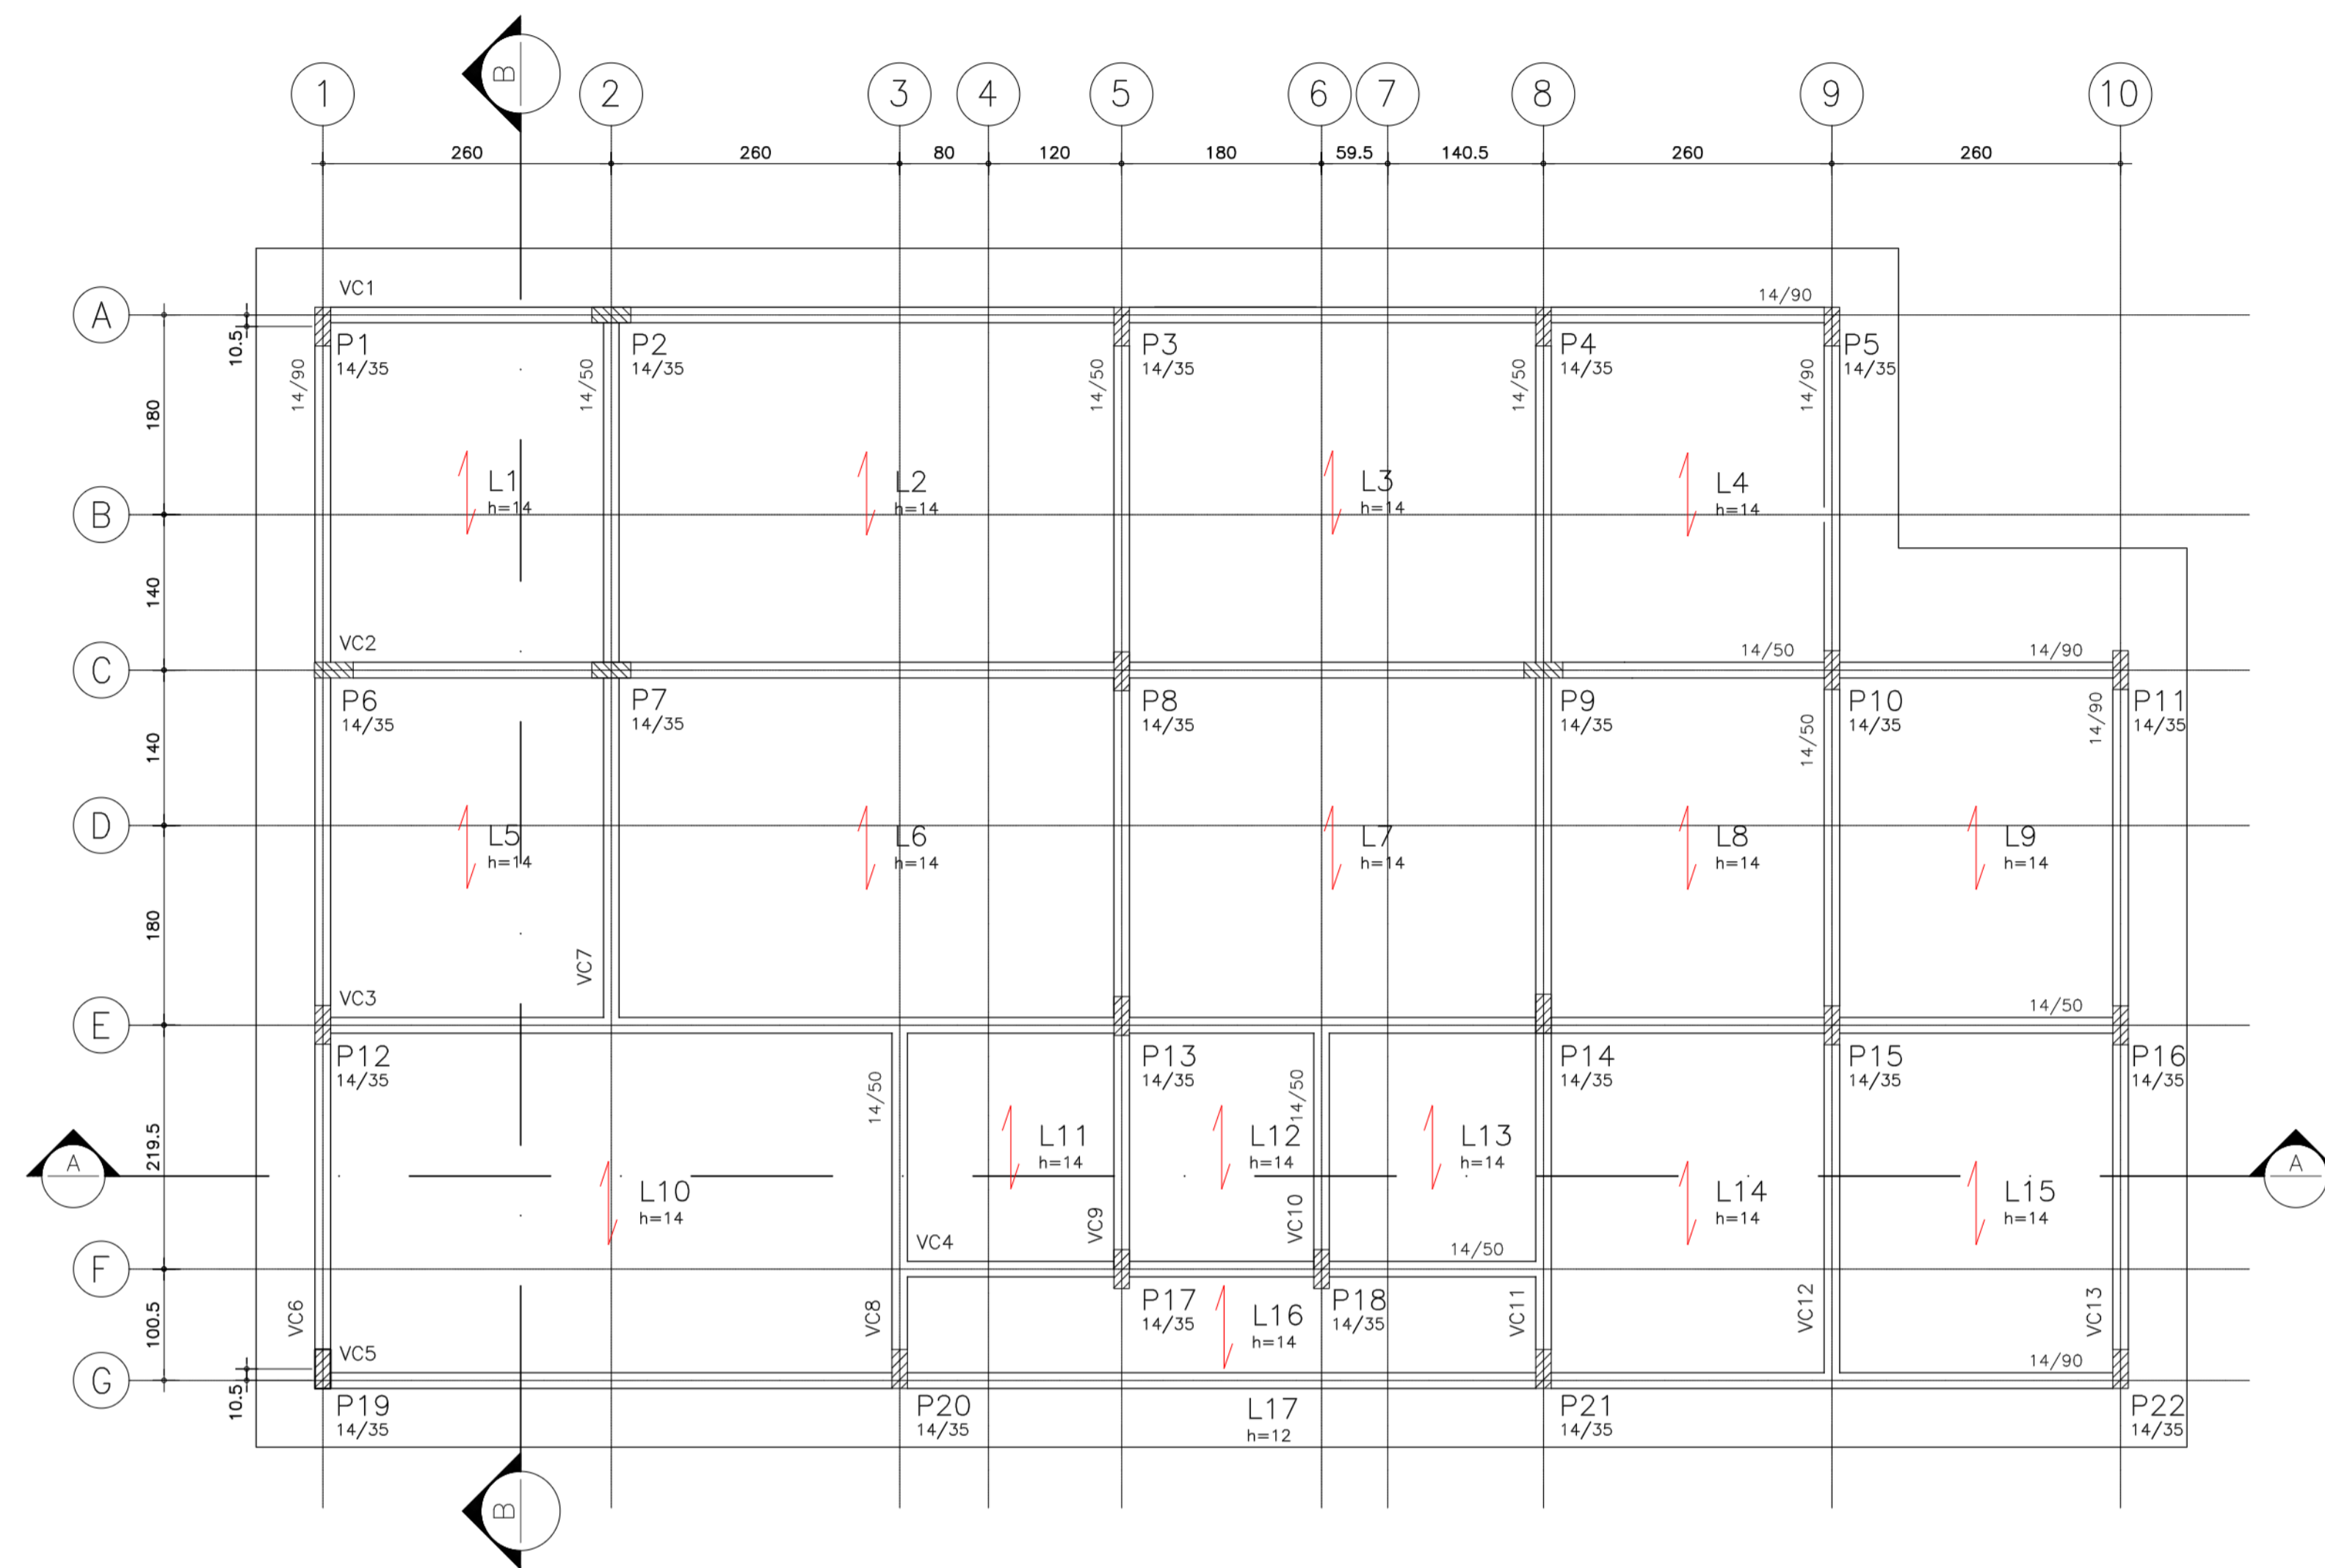 B
1 2 3 4 5 6 7 8 9 10
260 260 80 120 180 59.5 140.5 260 260
VC1 14/90
A
10.5
P1 P2 P3 P4 P5
14/35 14/35 14/35 14/35 14/35
14/90 14/50 14/50 14/50 14/90
180
L1 L2 L3 L4
h=14 h=14 h=14 h=14
B
140
VC2 14/50 14/90
C
P6 P7 P8 P9 P10 P11
14/35 14/35 14/35 14/35 14/35 14/35
14/50 14/90
140
D
L5 L6 L7 L8 L9
h=14 h=14 h=14 h=14 h=14
180
VC7
VC3 14/50
E
P12 P13 P14 P15 P16
14/35 14/35 14/35 14/35 14/35
14/50 14/50
219.5
L11 L12 L13
h=14 h=14 h=14
A A
L10 L14 L15
h=14 h=14 h=14
VC9 VC10
VC4 14/50
F
P17 L16 P18
14/35 h=14 14/35
100.5
VC6 VC8 VC11 VC12 VC13
VC5 14/90
G
10.5
P19 P20 L17 P21 P22
14/35 14/35 h=12 14/35 14/35
B